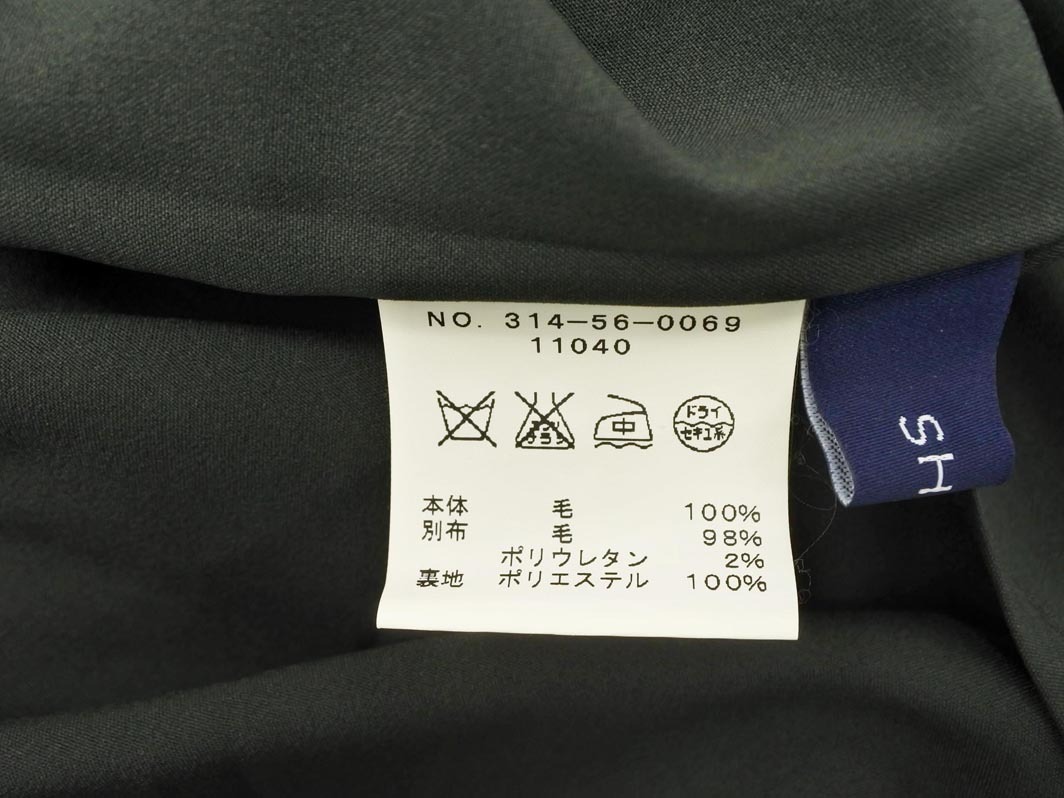 NO. 314-56-0069
11040
中
ドライ
セキユ系
本体 毛 100%
別布 毛 98%
ポリウレタン 2%
裏地 ポリエステル 100%
SH